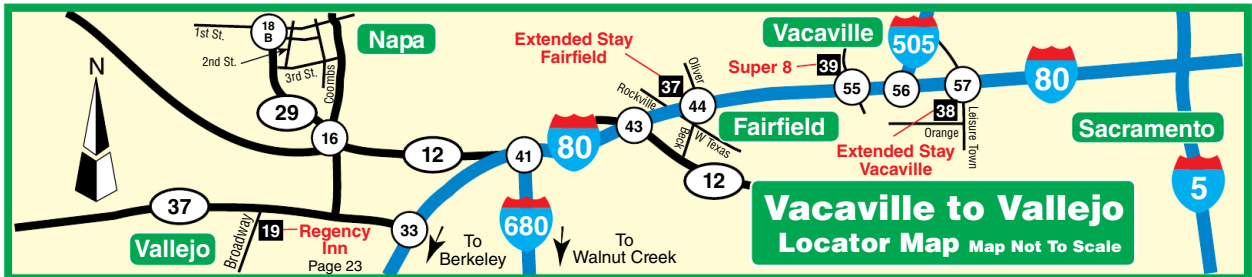 N
1st St.
18
B
Napa
2nd St.
3rd St.
Coombs
29
16
12
37
Vallejo
Broadway
19
Regency
Inn
Page 23
33
To
Berkeley
41
80
680
To
Walnut Creek
Extended Stay
Fairfield
37
Oliver
Rockville
44
43
Beck
W Texas
12
Fairfield
Vacaville
Super 8
39
505
55
56
57
80
38
Orange
Leisure Town
Extended Stay
Vacaville
Sacramento
5
Vacaville to Vallejo
Locator Map Map Not To Scale